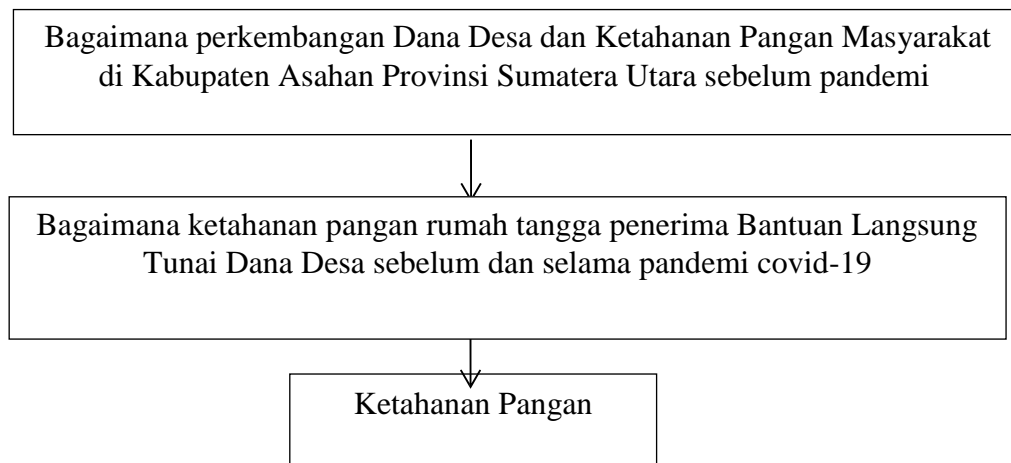 Bagaimana perkembangan Dana Desa dan Ketahanan Pangan Masyarakat
di Kabupaten Asahan Provinsi Sumatera Utara sebelum pandemi
Bagaimana ketahanan pangan rumah tangga penerima Bantuan Langsung
Tunai Dana Desa sebelum dan selama pandemi covid-19
Ketahanan Pangan